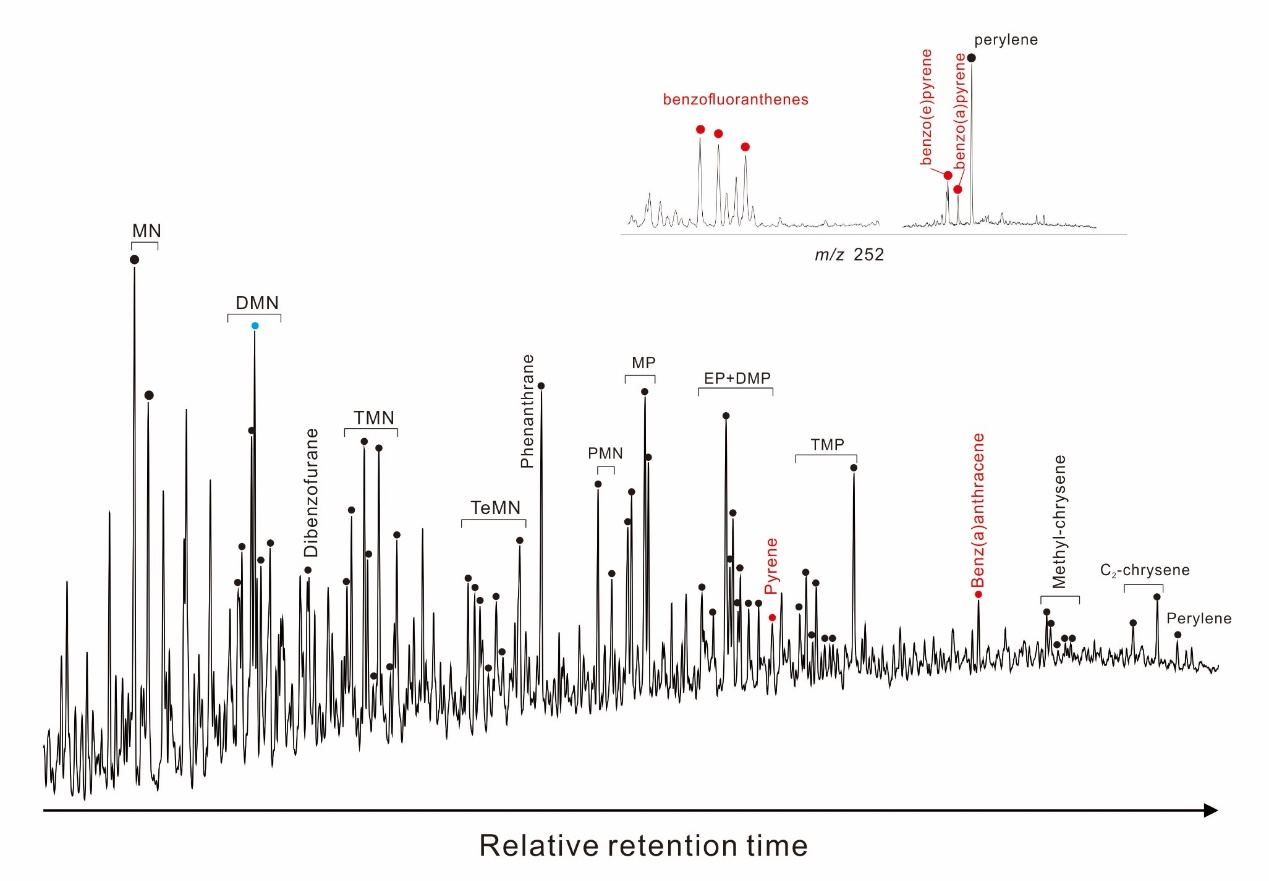 perylene
benzo(e)pyrene
benzo(a)pyrene
benzofluoranthenes
m/z 252
MN
DMN
Dibenzofurane
TMN
TeMN
Phenanthrane
PMN
MP
EP+DMP
Pyrene
TMP
Benz(a)anthracene
Methyl-chrysene
C₂-chrysene
Perylene
Relative retention time